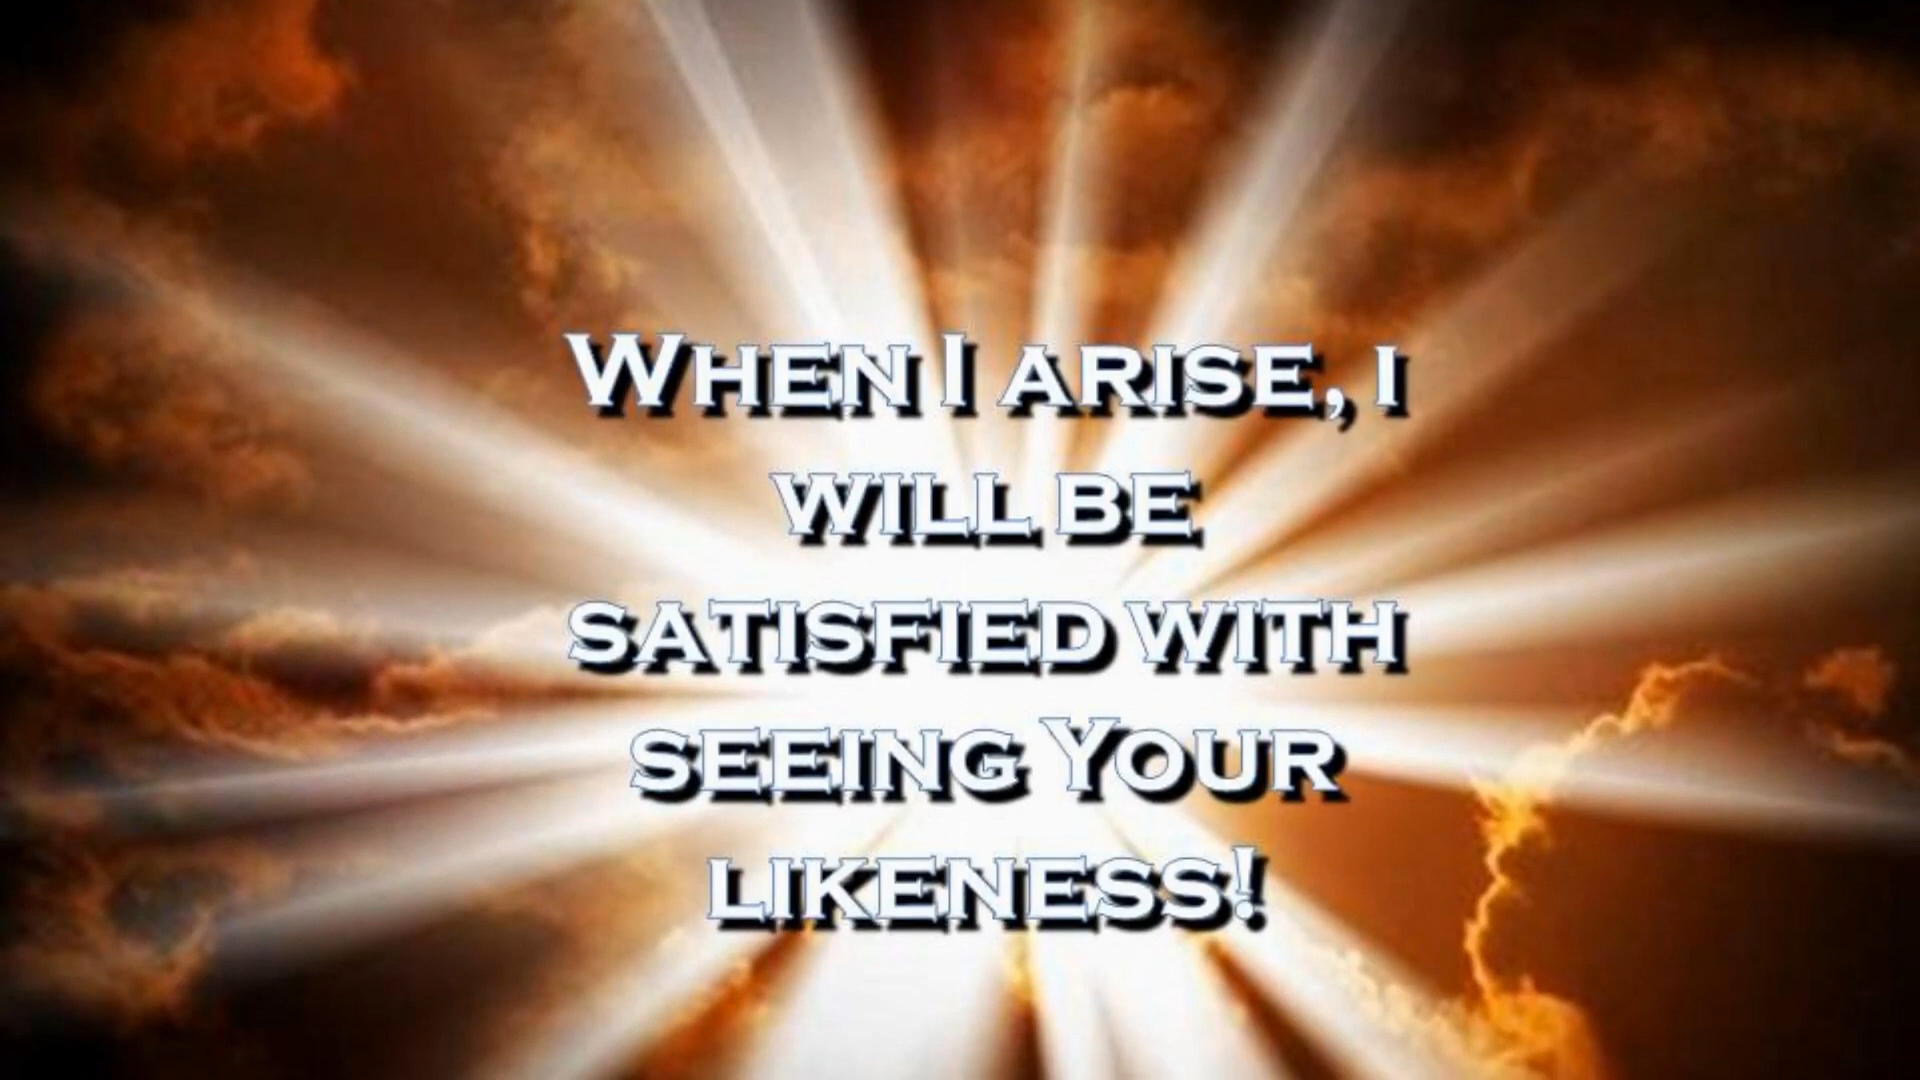 When I arise, i
will be
satisfied with
seeing Your
likeness!